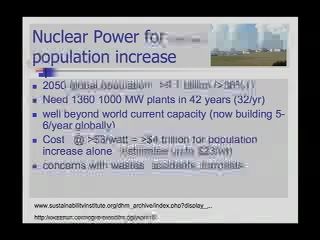 Nuclear Power for
population increase
2050 global population
Need 1360 1000 MW plants in 42 years (32/yr)
well beyond world current capacity (now building 5-
6/year globally)
Cost @ >$3/watt = >$4 trillion for population
increase alone
concerns with wastes accidents terrorists
www.sustainabilityinstitute.org/dhm_archive/index.php?display_...